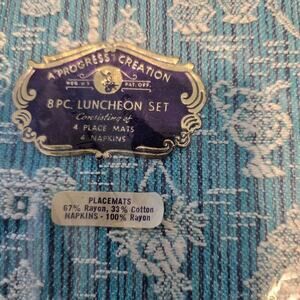 A PROGRESS CREATION
REG. U.S. PAT. OFF.
8 PC. LUNCHEON SET
Consisting of
4 PLACE MATS
4 NAPKINS
PLACEMATS
67% Rayon, 33% Cotton
NAPKINS - 100% Rayon